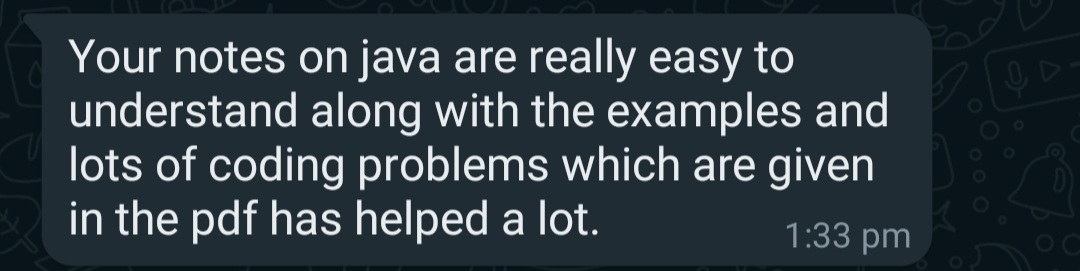 Your notes on java are really easy to
understand along with the examples and
lots of coding problems which are given
in the pdf has helped a lot.
1:33 pm